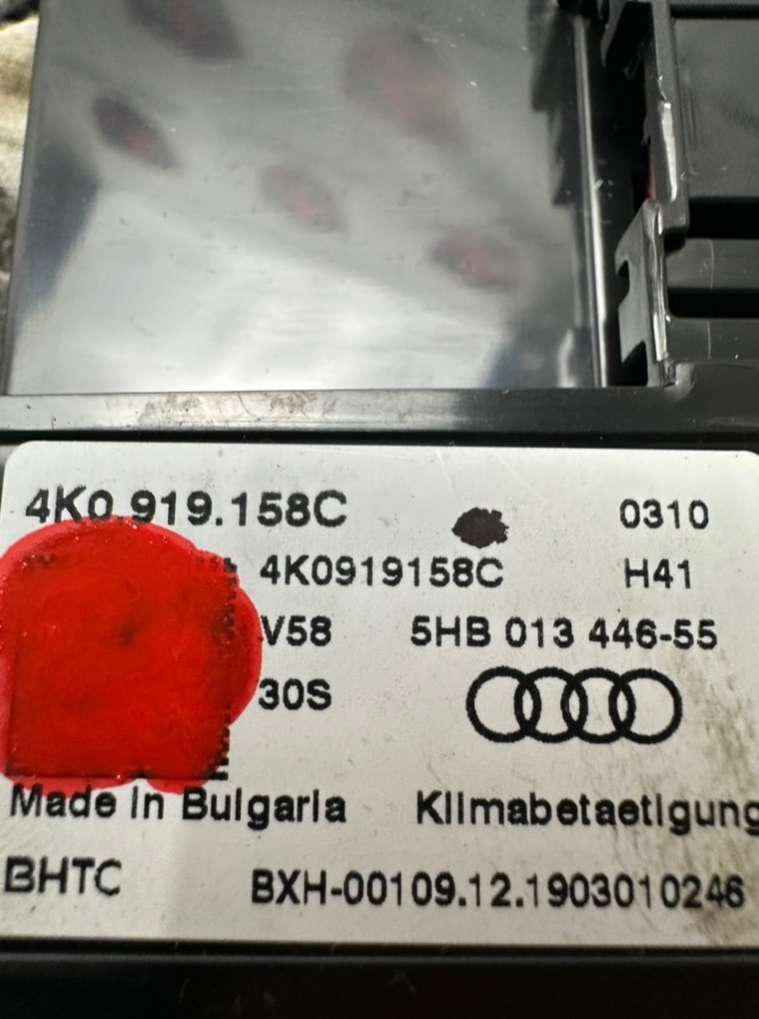 4K0.919.158C 0310
4K0919158C H41
V58 5HB 013 446-55
30S
Made in Bulgaria Klimabetaetigung
BHTC BXH-00109.12.1903010246